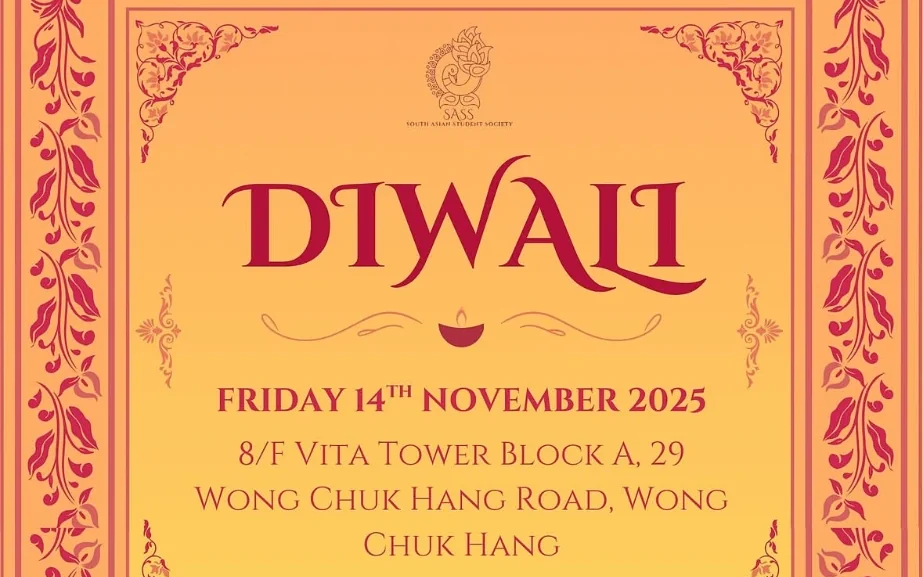 SASS
SOUTH ASIAN STUDENT SOCIETY
DIWALI
FRIDAY 14TH NOVEMBER 2025
8/F VITA TOWER BLOCK A, 29
WONG CHUK HANG ROAD, WONG
CHUK HANG